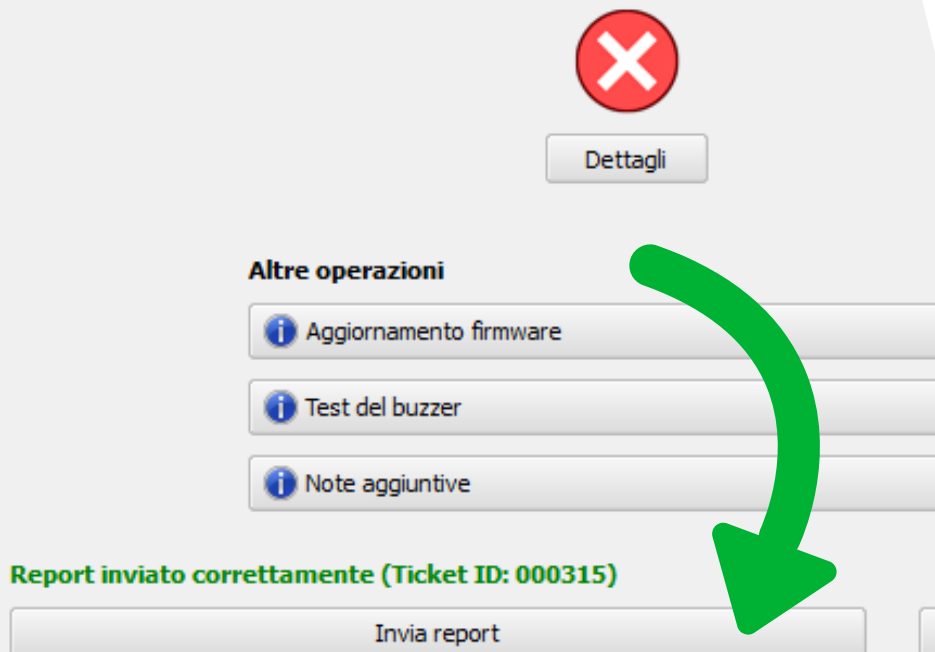 Dettagli
Altre operazioni
Aggiornamento firmware
Test del buzzer
Note aggiuntive
Report inviato correttamente (Ticket ID: 000315)
Invia report